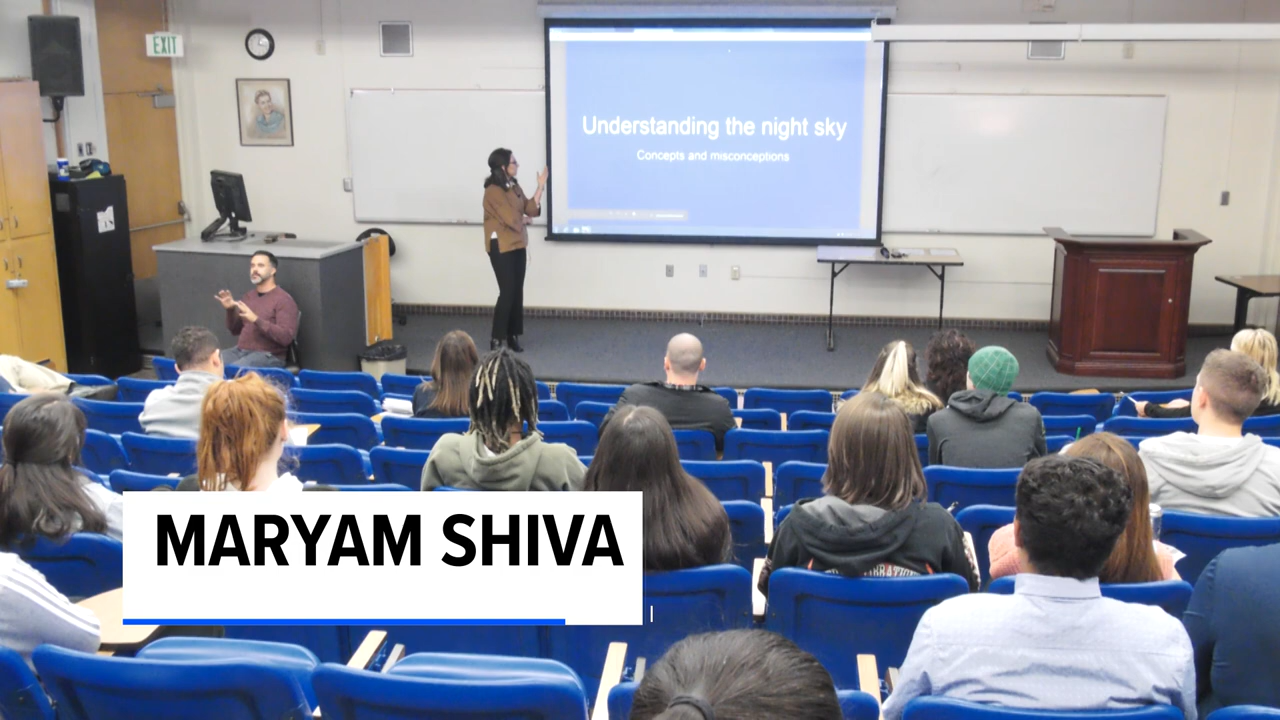 EXIT
Understanding the night sky
Concepts and misconceptions
MARYAM SHIVA